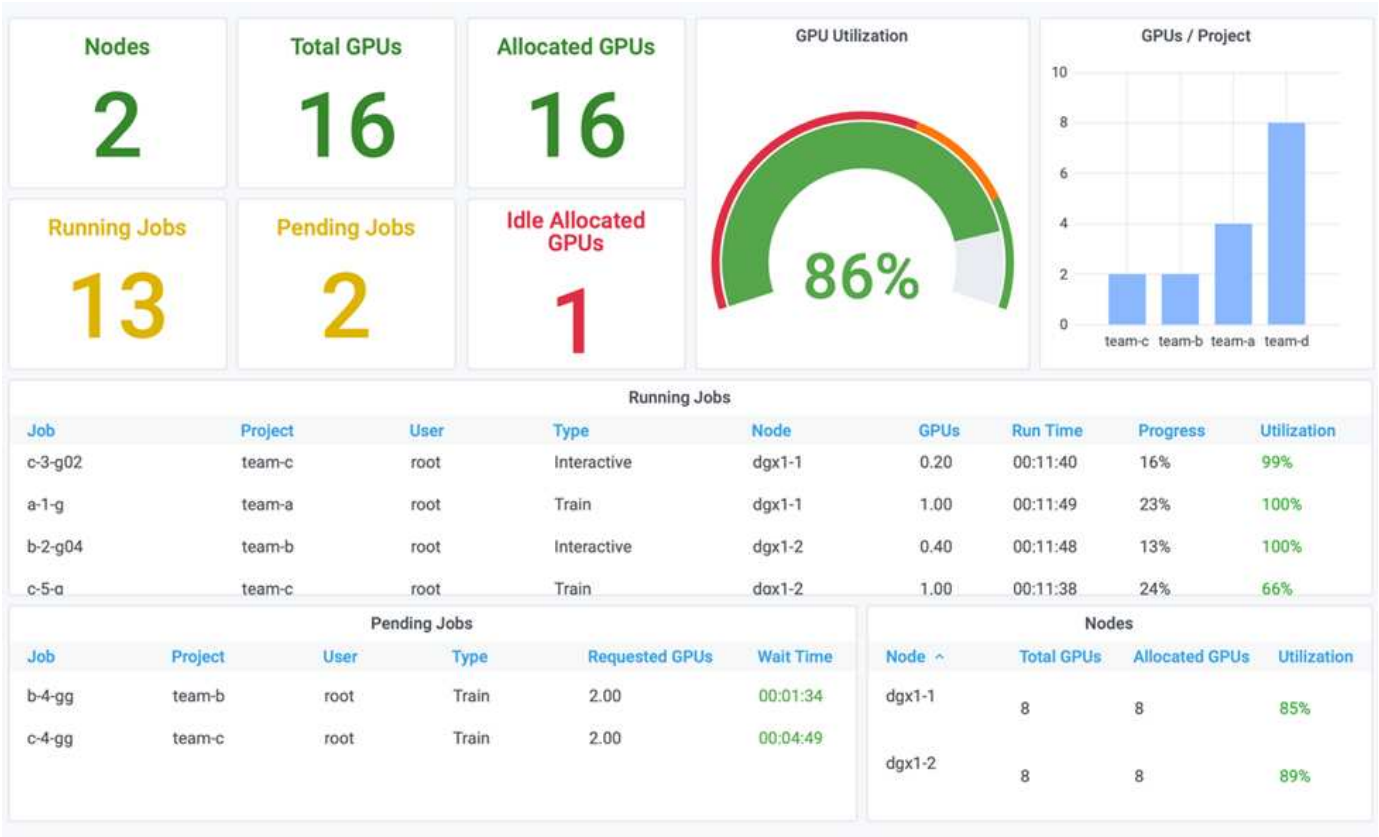 Nodes
2
Total GPUs
16
Allocated GPUs
16
Running Jobs
13
Pending Jobs
2
Idle Allocated
GPUs
1
GPU Utilization
86%
GPUs / Project
10
8
6
4
2
0
team-c team-b team-a team-d
Running Jobs
Job Project User Type Node GPUs Run Time Progress Utilization
c-3-g02 team-c root Interactive dgx1-1 0.20 00:11:40 16% 99%
a-1-g team-a root Train dgx1-1 1.00 00:11:49 23% 100%
b-2-g04 team-b root Interactive dgx1-2 0.40 00:11:48 13% 100%
c-5-g team-c root Train dgx1-2 1.00 00:11:38 24% 66%
Pending Jobs
Job Project User Type Requested GPUs Wait Time
b-4-gg team-b root Train 2.00 00:01:34
c-4-gg team-c root Train 2.00 00:04:49
Nodes
Node Total GPUs Allocated GPUs Utilization
dgx1-1 8 8 85%
dgx1-2 8 8 89%